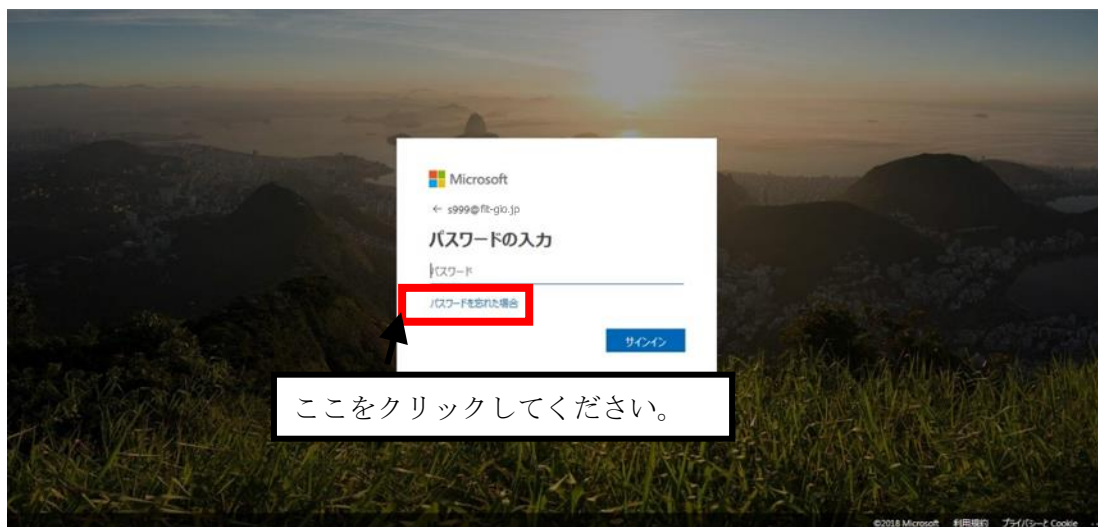 Microsoft
← s999@fit-gio.jp
パスワードの入力
パスワード
パスワードを忘れた場合
サインイン
ここをクリックしてください。
©2018 Microsoft 利用規約 プライバシーと Cookie